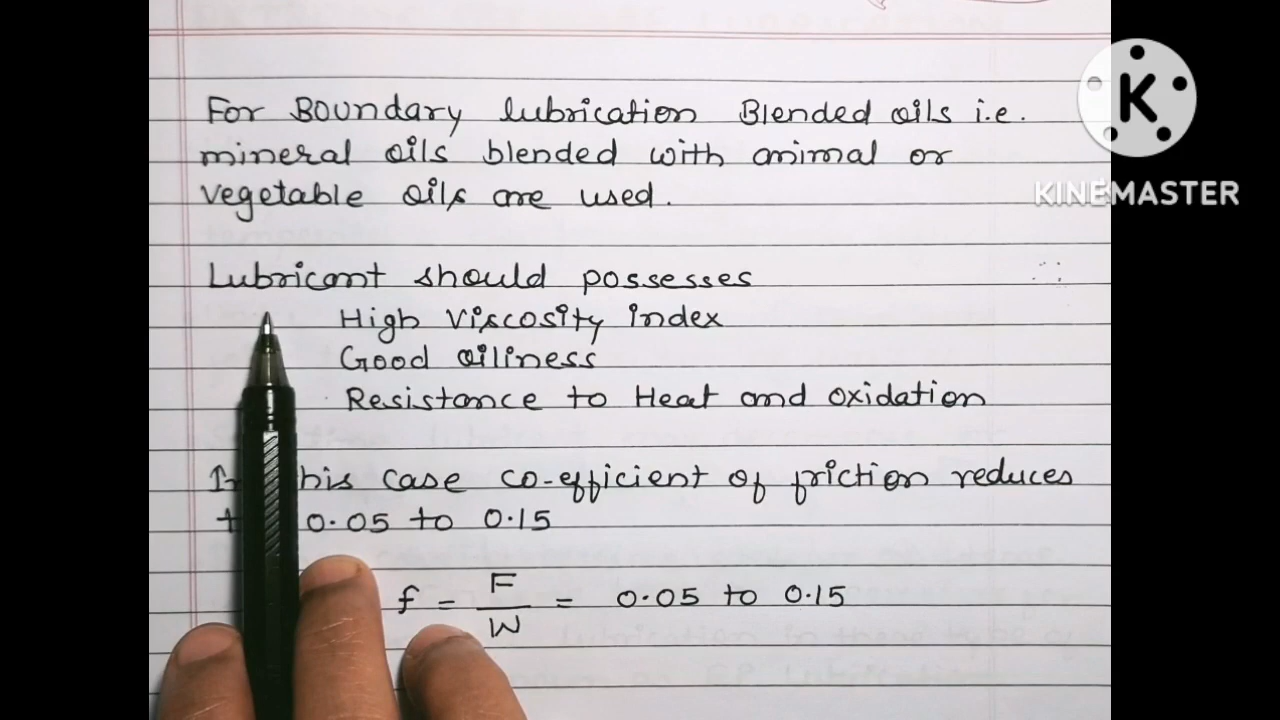 For Boundary lubrication Blended oils i.e.
mineral oils blended with animal or
vegetable oils are used.
Lubricant should possesses
High Viscosity index
Good oiliness
Resistance to Heat and oxidation
case co-efficient of friction reduces
0.05 to 0.15
f = F/W = 0.05 to 0.15
K
KINEMASTER